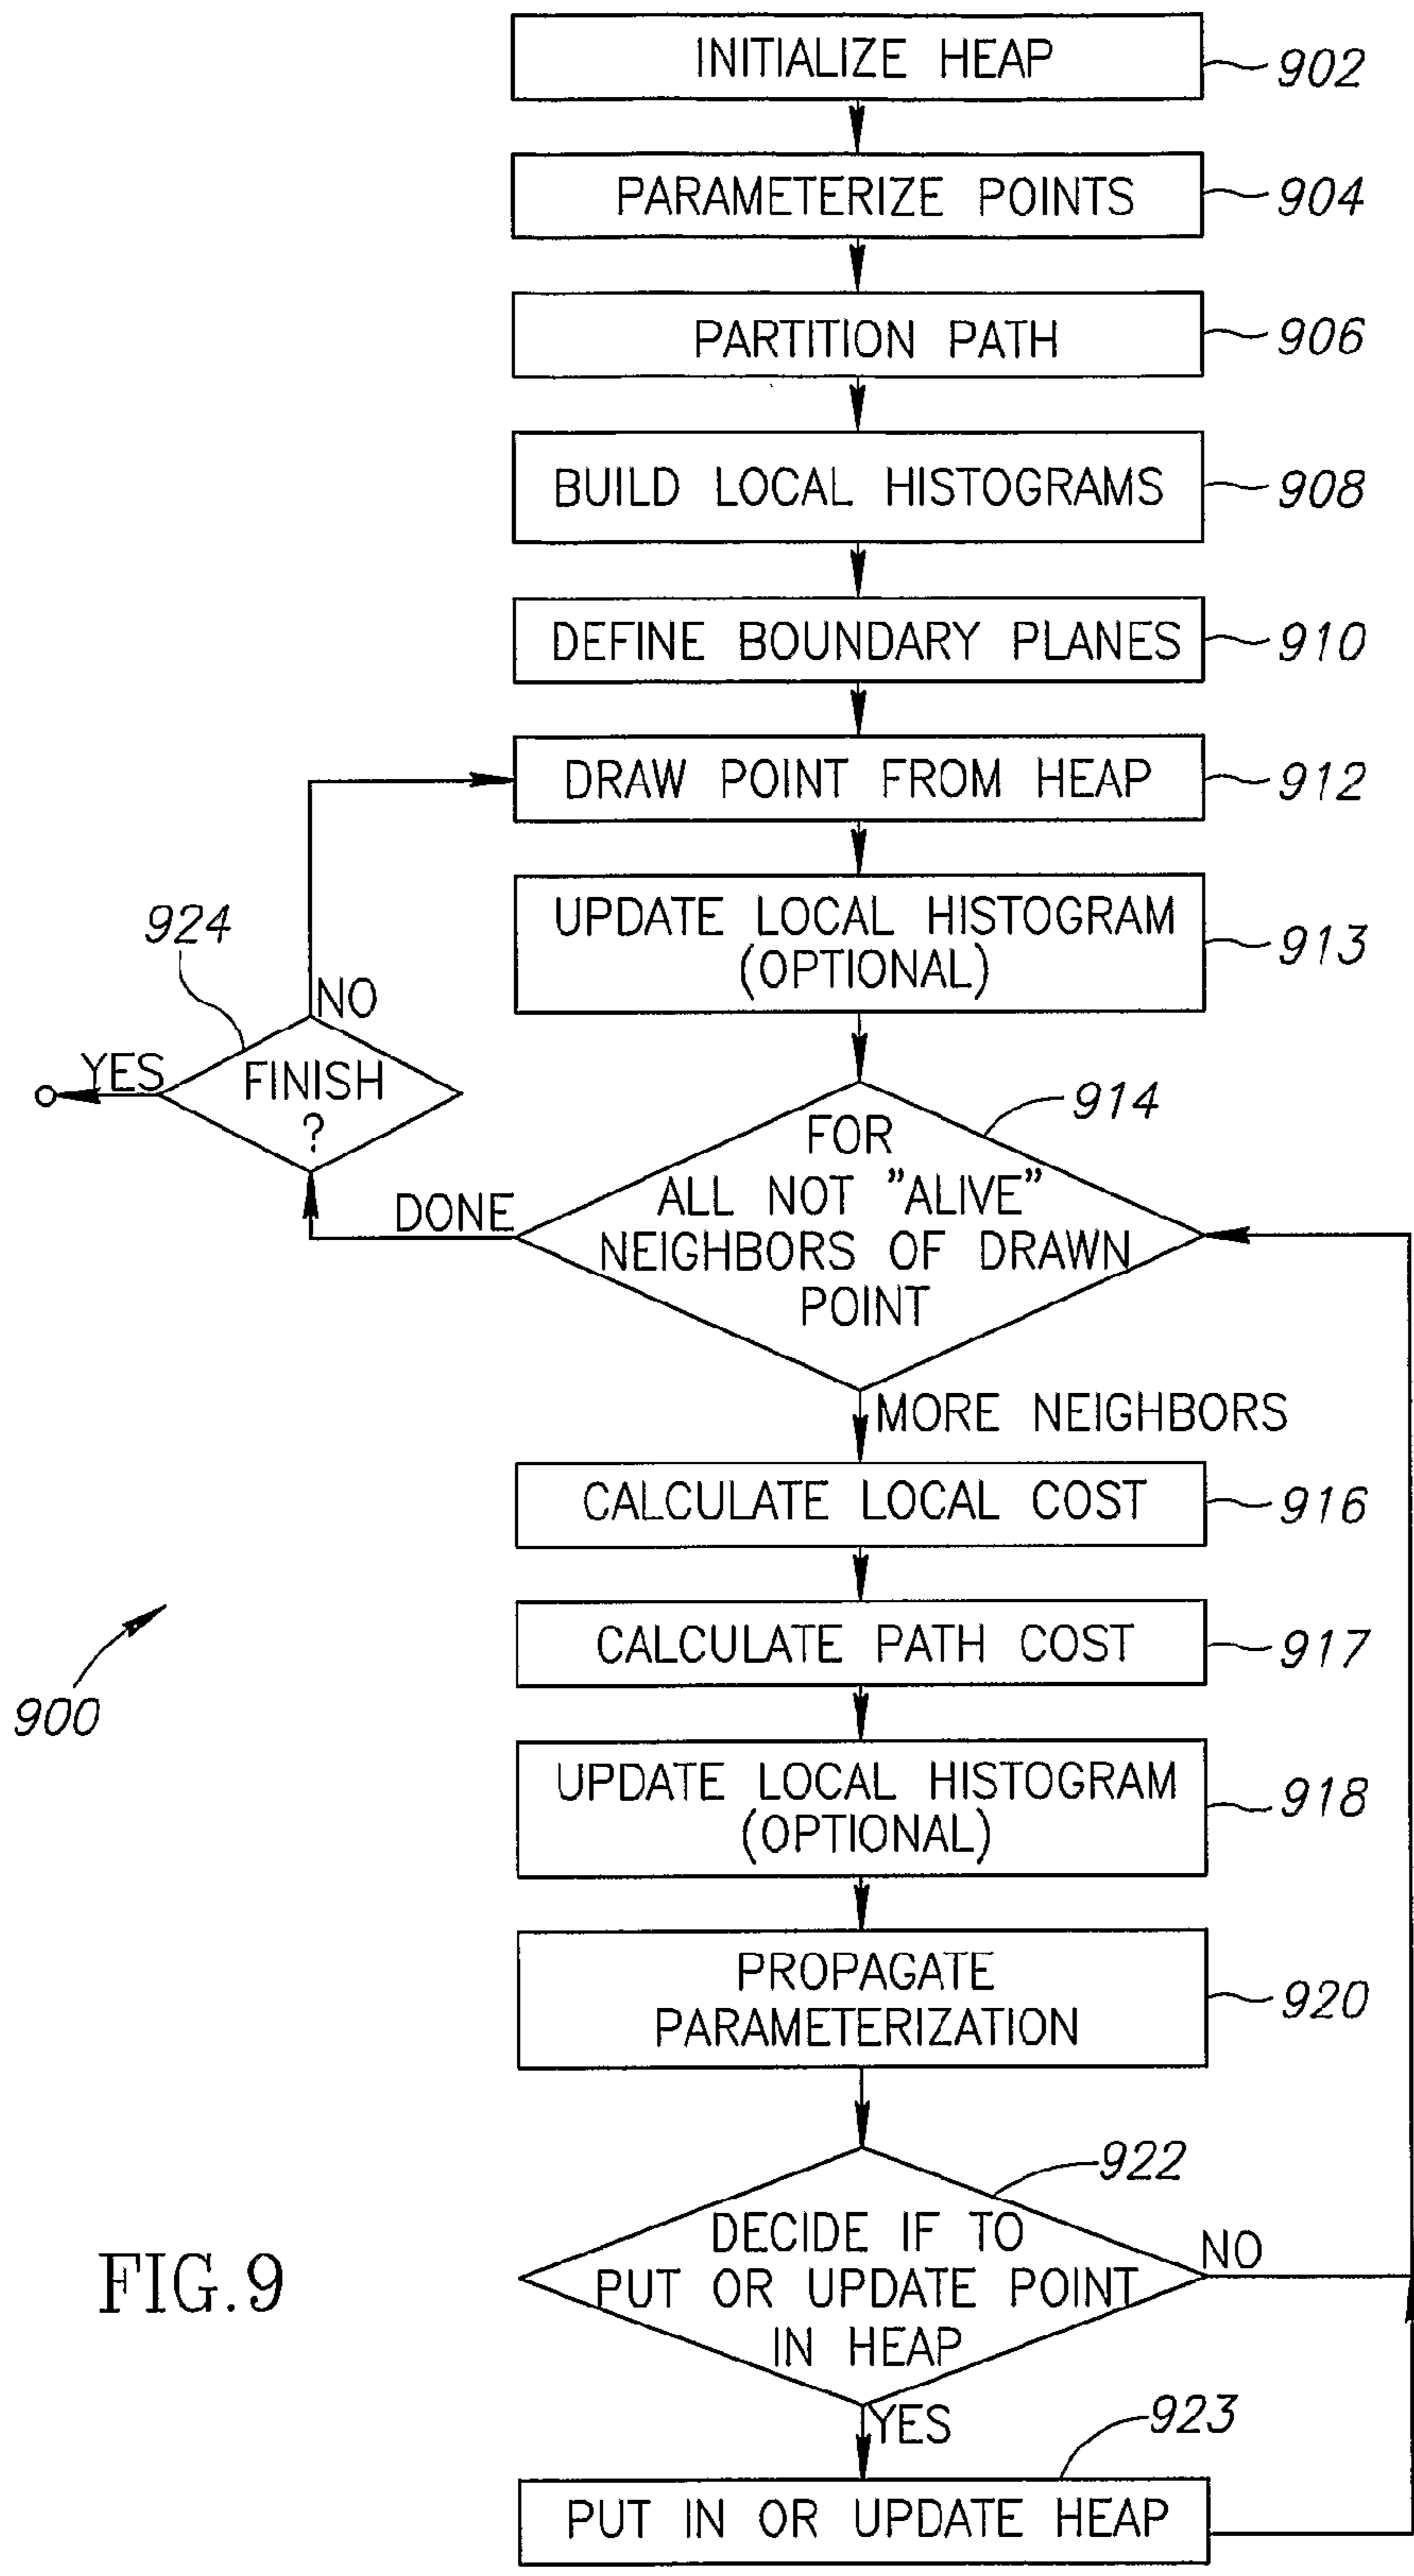 INITIALIZE HEAP
902
PARAMETERIZE POINTS
904
PARTITION PATH
906
BUILD LOCAL HISTOGRAMS
908
DEFINE BOUNDARY PLANES
910
DRAW POINT FROM HEAP
912
UPDATE LOCAL HISTOGRAM
(OPTIONAL)
913
924
NO
YES
FINISH
?
DONE
914
FOR
ALL NOT "ALIVE"
NEIGHBORS OF DRAWN
POINT
MORE NEIGHBORS
CALCULATE LOCAL COST
916
CALCULATE PATH COST
917
900
UPDATE LOCAL HISTOGRAM
(OPTIONAL)
918
PROPAGATE
PARAMETERIZATION
920
922
DECIDE IF TO
PUT OR UPDATE POINT
IN HEAP
NO
FIG.9
YES
923
PUT IN OR UPDATE HEAP